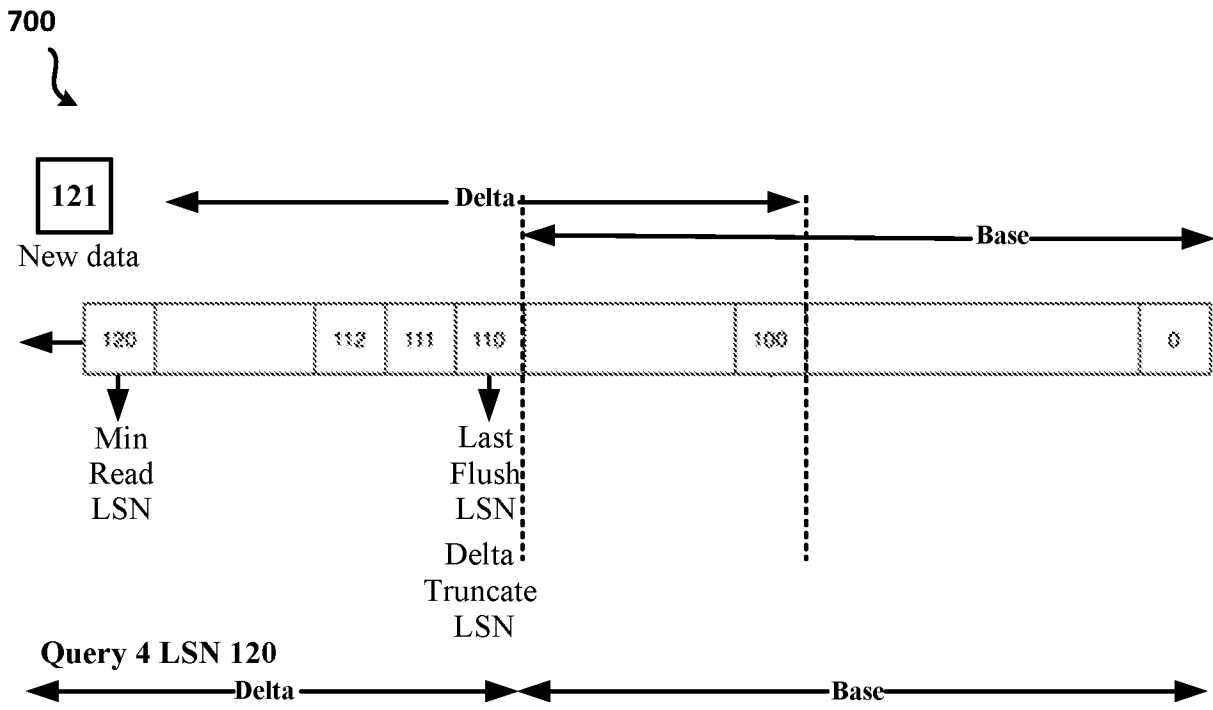 700
121
New data
Delta
Base
120 112 111 110 100 0
Min
Read
LSN
Last
Flush
LSN
Delta
Truncate
LSN
Query 4 LSN 120
Delta Base